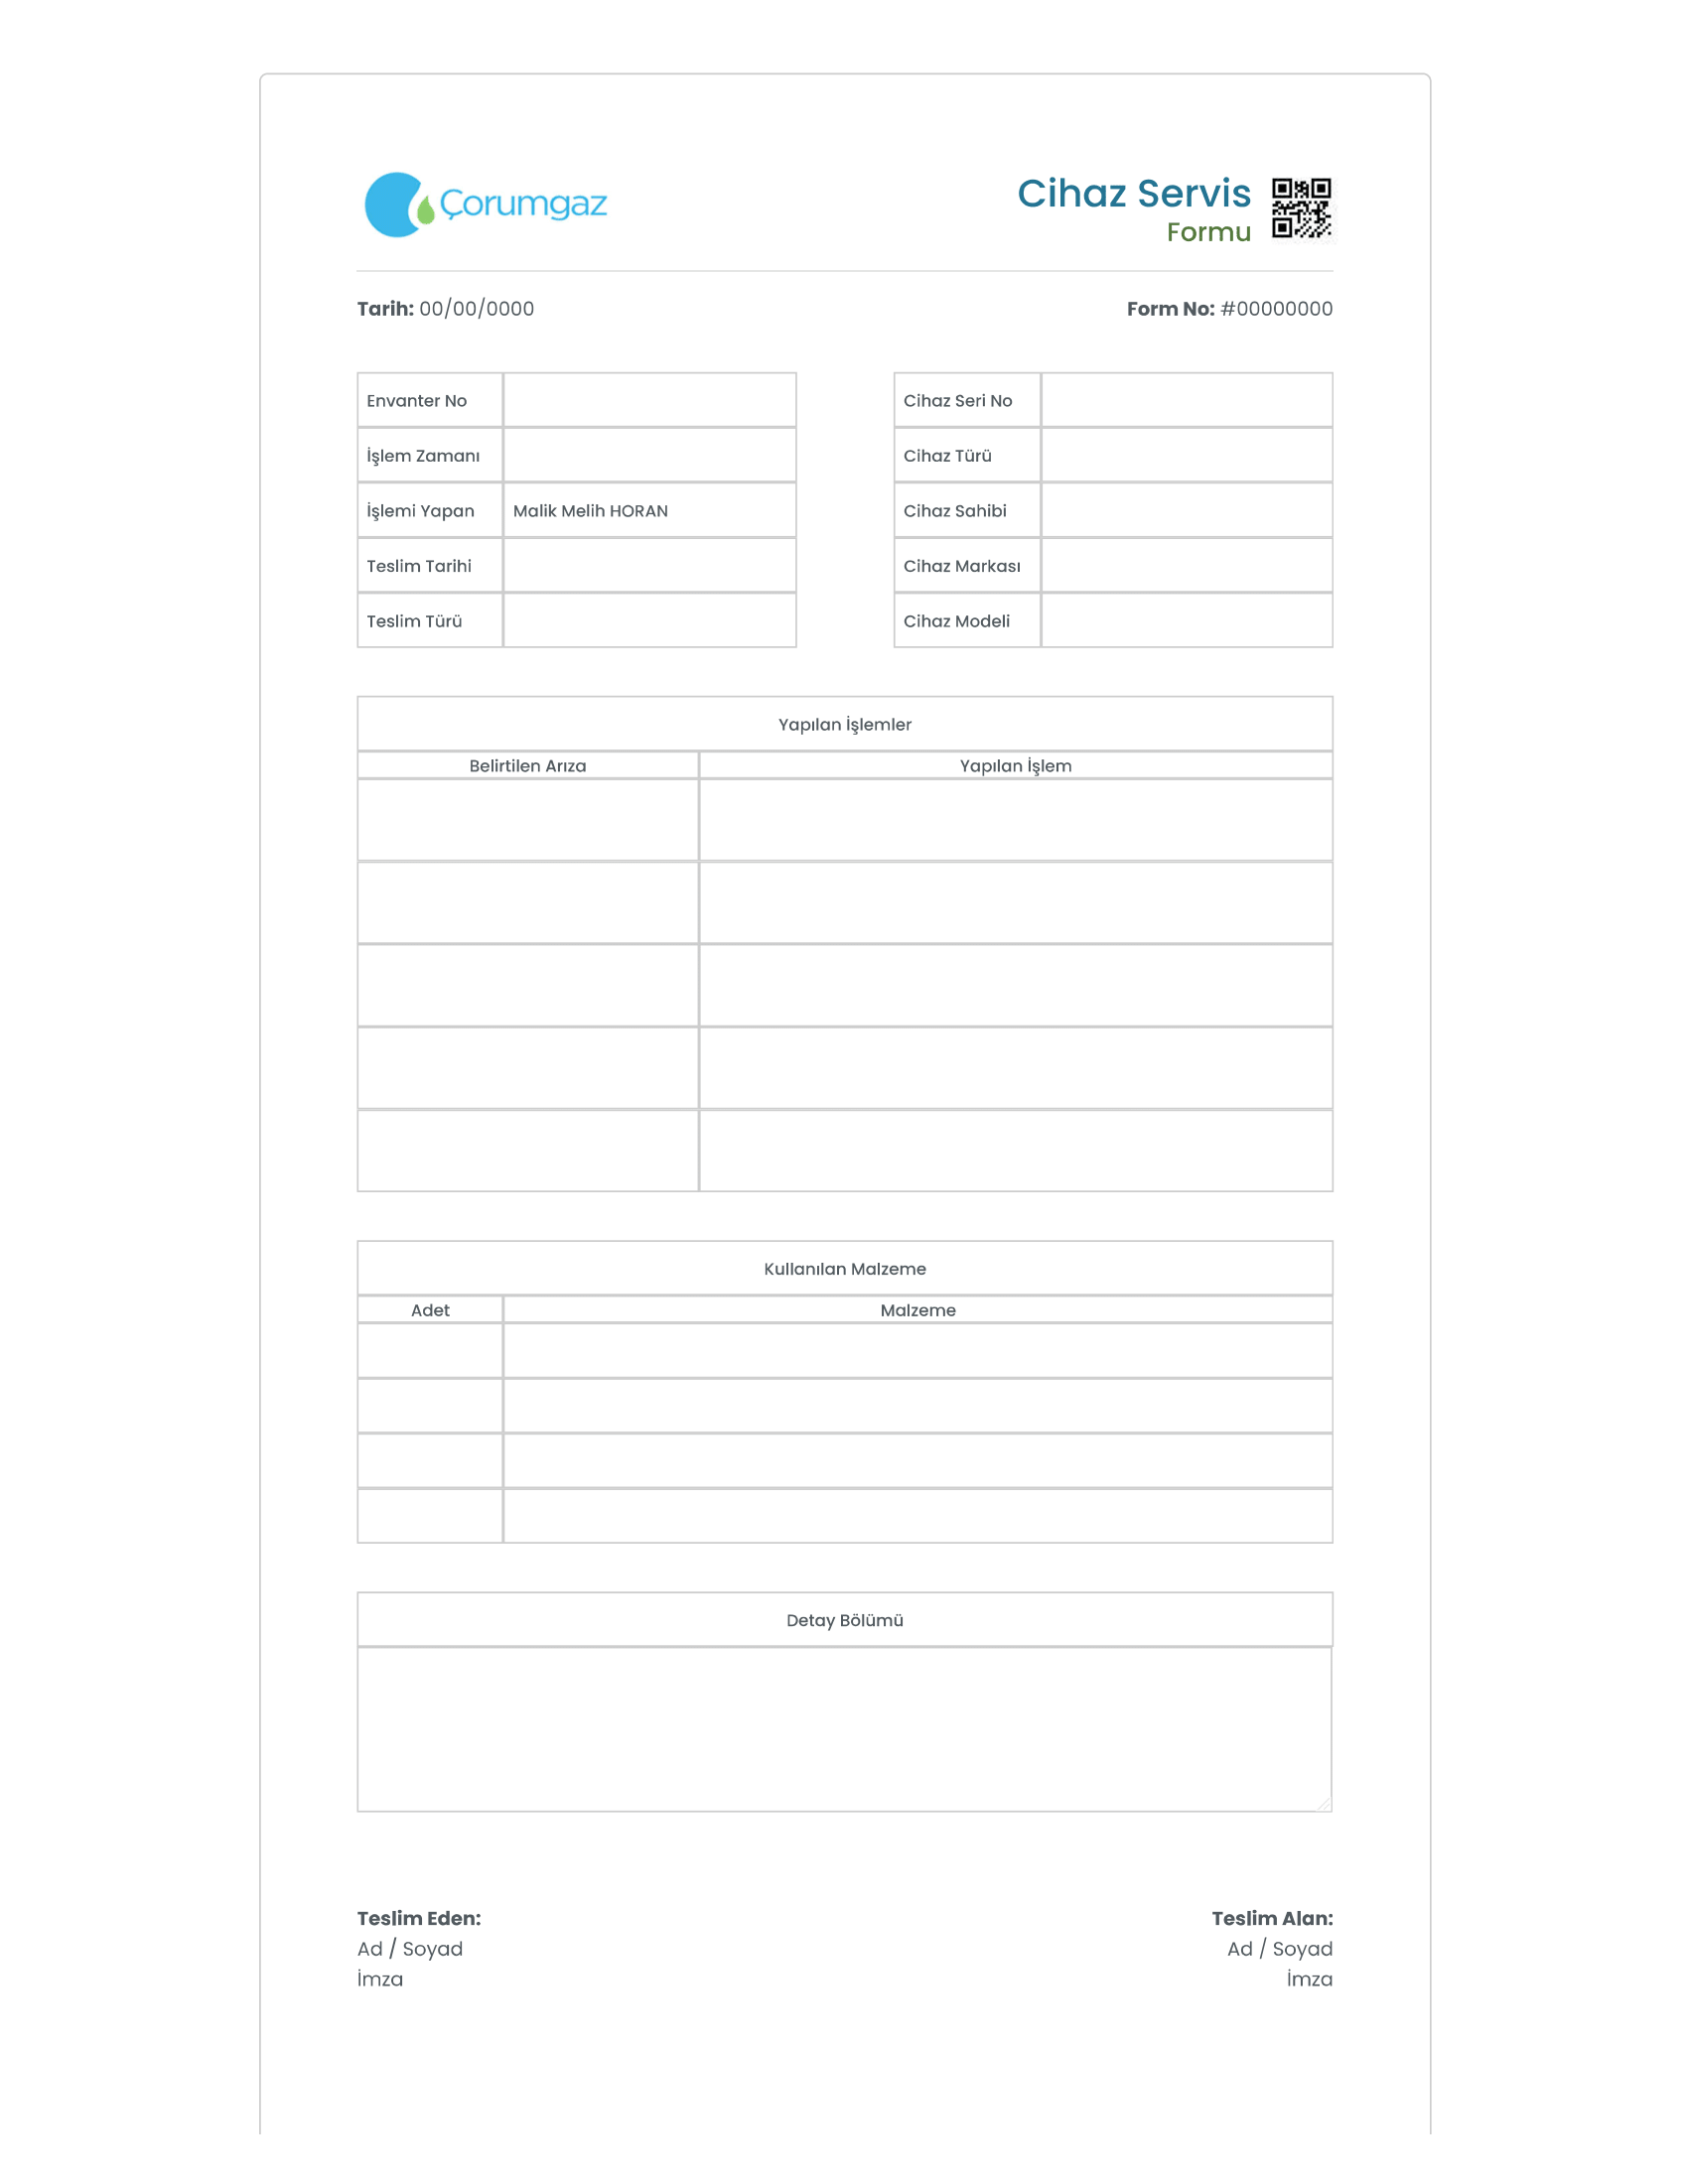 Çorumgaz
Cihaz Servis
Formu
Tarih: 00/00/0000
Form No: #00000000
Envanter No
İşlem Zamanı
İşlemi Yapan Malik Melih HORAN
Teslim Tarihi
Teslim Türü
Cihaz Seri No
Cihaz Türü
Cihaz Sahibi
Cihaz Markası
Cihaz Modeli
Yapılan İşlemler
Belirtilen Arıza Yapılan İşlem
Kullanılan Malzeme
Adet Malzeme
Detay Bölümü
Teslim Eden:
Ad / Soyad
İmza
Teslim Alan:
Ad / Soyad
İmza